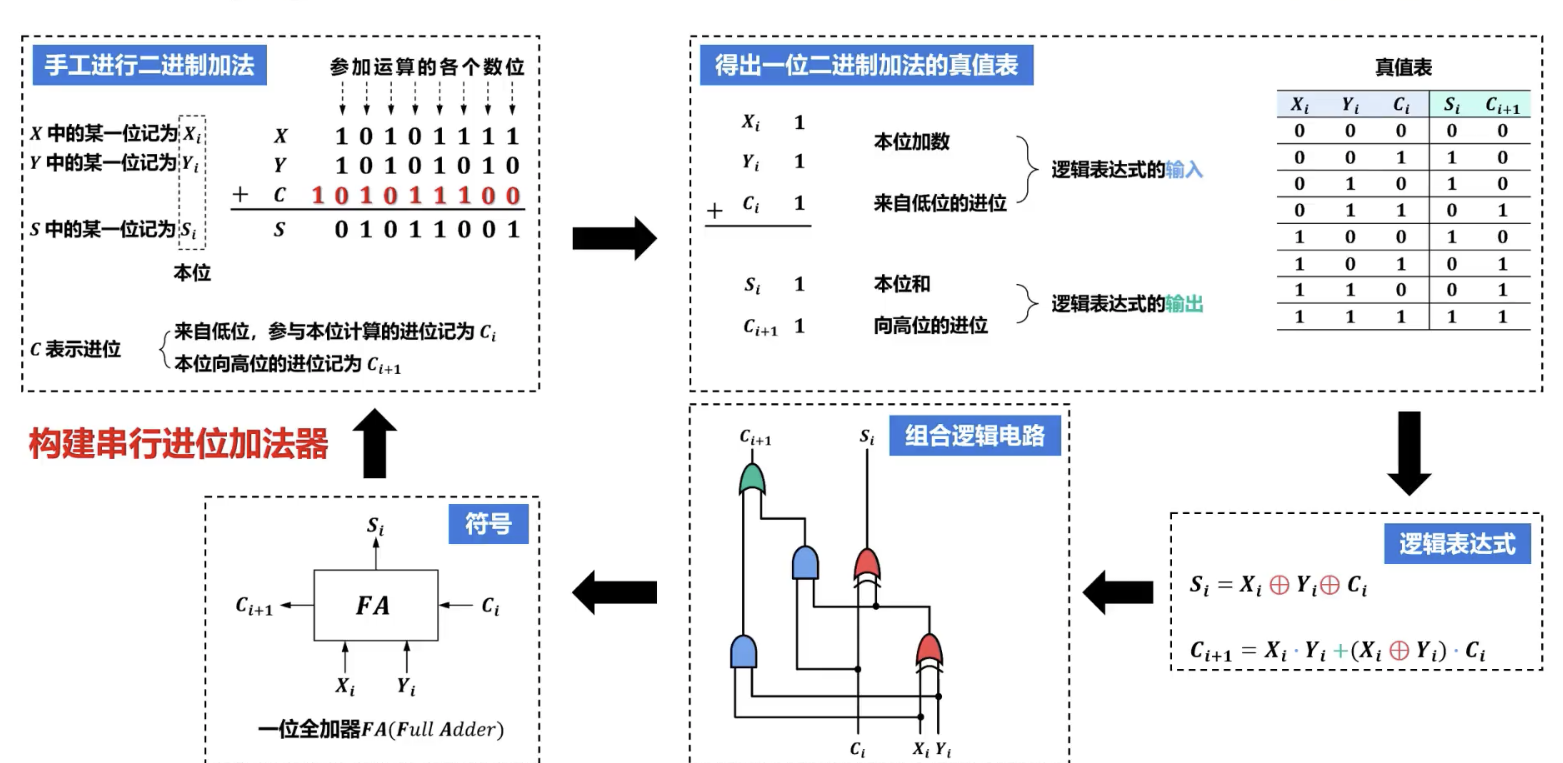 手工进行二进制加法
参加运算的各个数位
X 中的某一位记为 Xᵢ
Y 中的某一位记为 Yᵢ
S 中的某一位记为 Sᵢ
本位
X 1 0 1 0 1 1 1 1
Y 1 0 1 0 1 0 1 0
+ C 1 0 1 0 1 1 1 0 0
S 0 1 0 1 1 0 0 1
C 表示进位
来自低位，参与本位计算的进位记为 Cᵢ
本位向高位的进位记为 Cᵢ₊₁
得出一位二进制加法的真值表
Xᵢ 1
Yᵢ 1
+ Cᵢ 1
Sᵢ 1
Cᵢ₊₁ 1
本位加数
来自低位的进位
逻辑表达式的输入
本位和
向高位的进位
逻辑表达式的输出
真值表
Xᵢ Yᵢ Cᵢ Sᵢ Cᵢ₊₁
0 0 0 0 0
0 0 1 1 0
0 1 0 1 0
0 1 1 0 1
1 0 0 1 0
1 0 1 0 1
1 1 0 0 1
1 1 1 1 1
逻辑表达式
Sᵢ = Xᵢ ⊕ Yᵢ ⊕ Cᵢ
Cᵢ₊₁ = Xᵢ · Yᵢ + (Xᵢ ⊕ Yᵢ) · Cᵢ
组合逻辑电路
Cᵢ₊₁ Sᵢ
Cᵢ Xᵢ Yᵢ
符号
Sᵢ
Cᵢ₊₁ FA Cᵢ
Xᵢ Yᵢ
一位全加器FA(Full Adder)
构建串行进位加法器